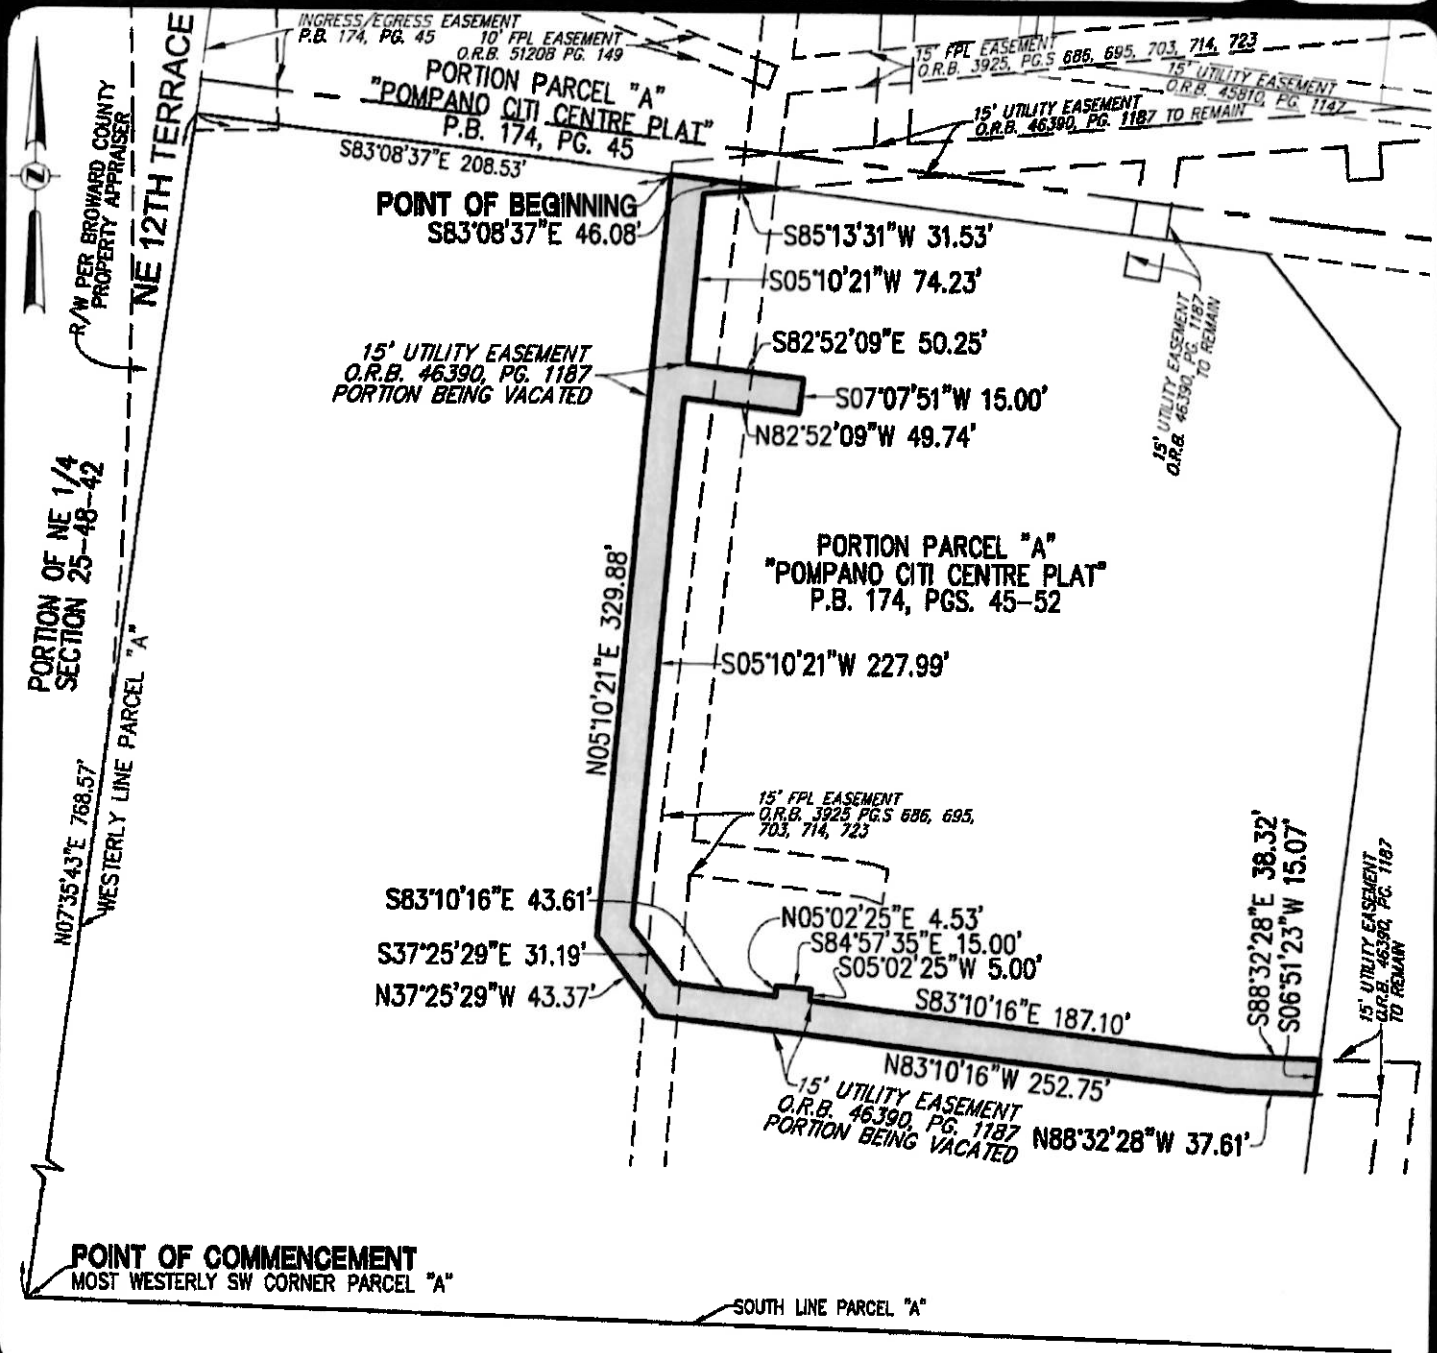 INGRESS/EGRESS EASEMENT
P.B. 174, PG. 45
10' FPL EASEMENT
O.R.B. 51208 PG. 149
PORTION PARCEL "A"
"POMPANO CITI CENTRE PLAT"
P.B. 174, PG. 45
15' FPL EASEMENT
O.R.B. 3925, PG.S 686, 695, 703, 714, 723
15' UTILITY EASEMENT
O.R.B. 45810, PG. 1147
15' UTILITY EASEMENT
O.R.B. 46390, PG. 1187 TO REMAIN
NE 12TH TERRACE
R/W PER BROWARD COUNTY
PROPERTY APPRAISER
N
S83°08'37"E 208.53'
POINT OF BEGINNING
S83°08'37"E 46.08'
S85°13'31"W 31.53'
S05°10'21"W 74.23'
S82°52'09"E 50.25'
S07°07'51"W 15.00'
N82°52'09"W 49.74'
15' UTILITY EASEMENT
O.R.B. 46390, PG. 1187
PORTION BEING VACATED
15' UTILITY EASEMENT
O.R.B. 46390, PG. 1187
TO REMAIN
PORTION OF NE 1/4
SECTION 25-48-42
PORTION PARCEL "A"
"POMPANO CITI CENTRE PLAT"
P.B. 174, PGS. 45-52
N05°10'21"E 329.88'
S05°10'21"W 227.99'
N07°35'43"E 768.57'
WESTERLY LINE PARCEL "A"
15' FPL EASEMENT
O.R.B. 3925 PG.S 686, 695,
703, 714, 723
S83°10'16"E 43.61'
S37°25'29"E 31.19'
N37°25'29"W 43.37'
N05°02'25"E 4.53'
S84°57'35"E 15.00'
S05°02'25"W 5.00'
S83°10'16"E 187.10'
N83°10'16"W 252.75'
S88°32'28"E 38.32'
S06°51'23"W 15.07'
15' UTILITY EASEMENT
O.R.B. 46390, PG. 1187
TO REMAIN
15' UTILITY EASEMENT
O.R.B. 46390, PG. 1187
PORTION BEING VACATED
N88°32'28"W 37.61'
POINT OF COMMENCEMENT
MOST WESTERLY SW CORNER PARCEL "A"
SOUTH LINE PARCEL "A"